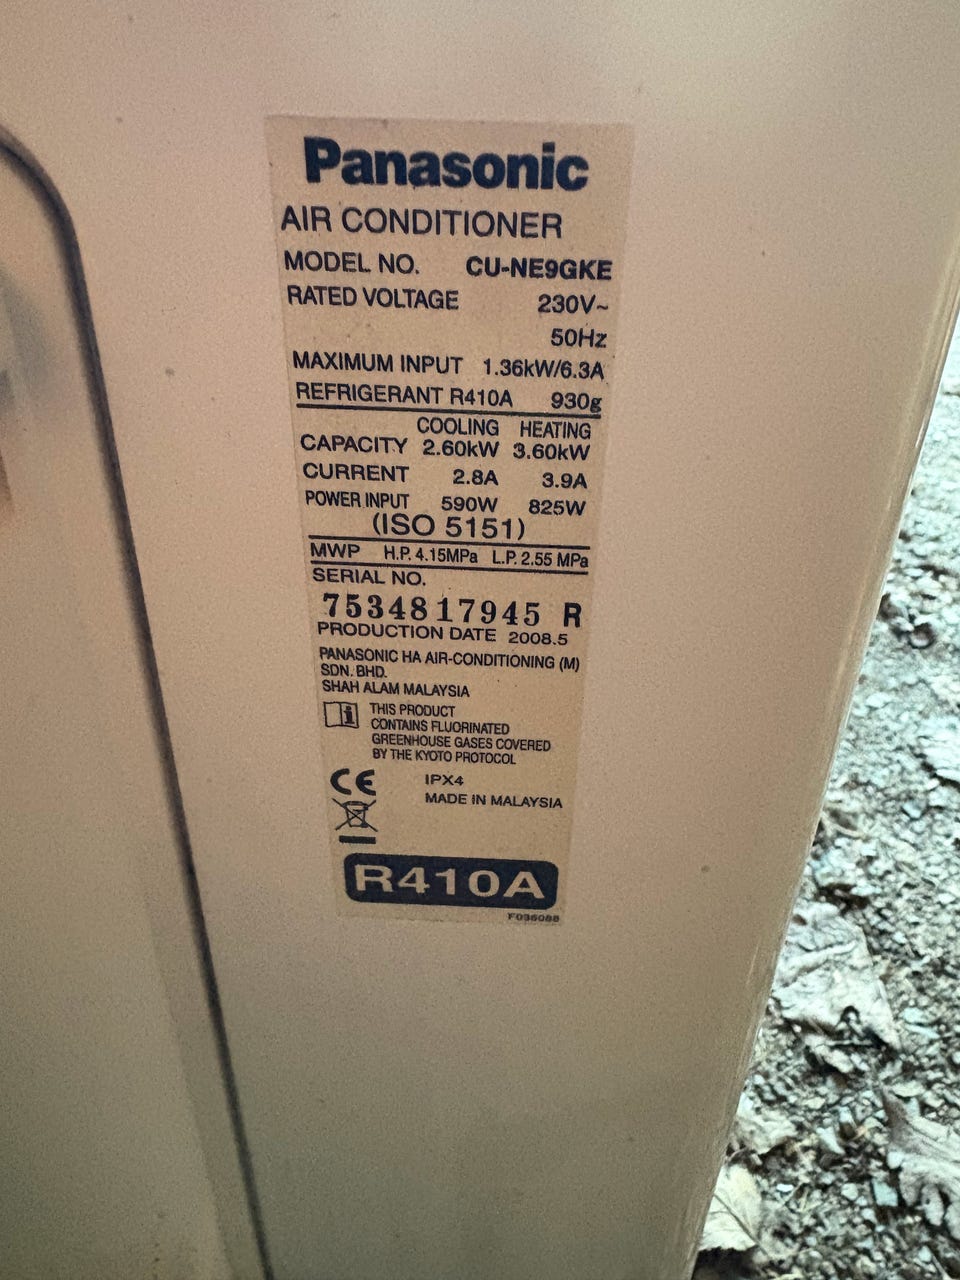 Panasonic
AIR CONDITIONER
MODEL NO. CU-NE9GKE
RATED VOLTAGE 230V~
50Hz
MAXIMUM INPUT 1.36kW/6.3A
REFRIGERANT R410A 930g
COOLING HEATING
CAPACITY 2.60kW 3.60kW
CURRENT 2.8A 3.9A
POWER INPUT 590W 825W
(ISO 5151)
MWP H.P. 4.15MPa L.P. 2.55 MPa
SERIAL NO.
7534817945 R
PRODUCTION DATE 2008.5
PANASONIC HA AIR-CONDITIONING (M)
SDN. BHD.
SHAH ALAM MALAYSIA
THIS PRODUCT
CONTAINS FLUORINATED
GREENHOUSE GASES COVERED
BY THE KYOTO PROTOCOL
CE IPX4
MADE IN MALAYSIA
R410A